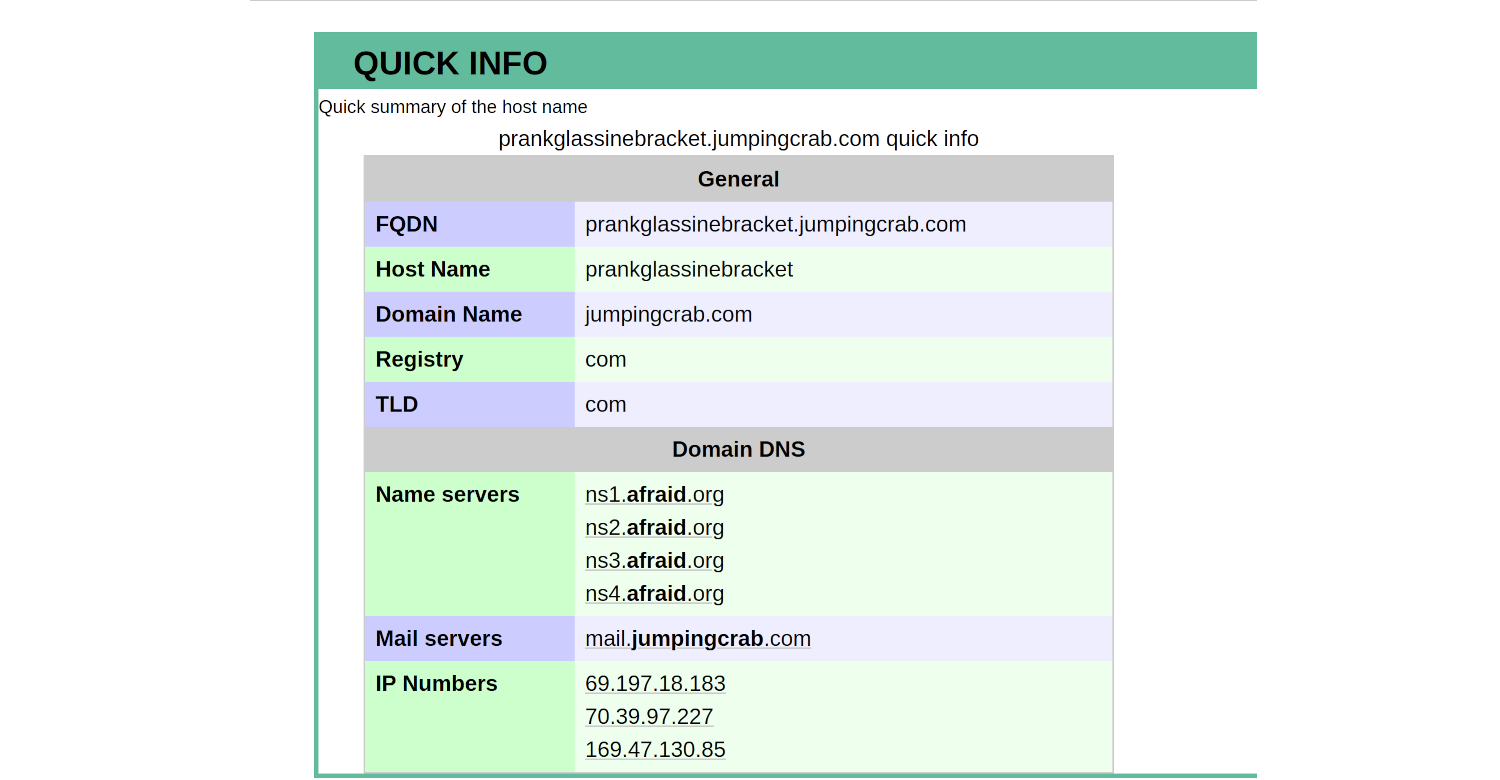 QUICK INFO
Quick summary of the host name
prankglassinebracket.jumpingcrab.com quick info
General
FQDN prankglassinebracket.jumpingcrab.com
Host Name prankglassinebracket
Domain Name jumpingcrab.com
Registry com
TLD com
Domain DNS
Name servers ns1.afraid.org
ns2.afraid.org
ns3.afraid.org
ns4.afraid.org
Mail servers mail.jumpingcrab.com
IP Numbers 69.197.18.183
70.39.97.227
169.47.130.85